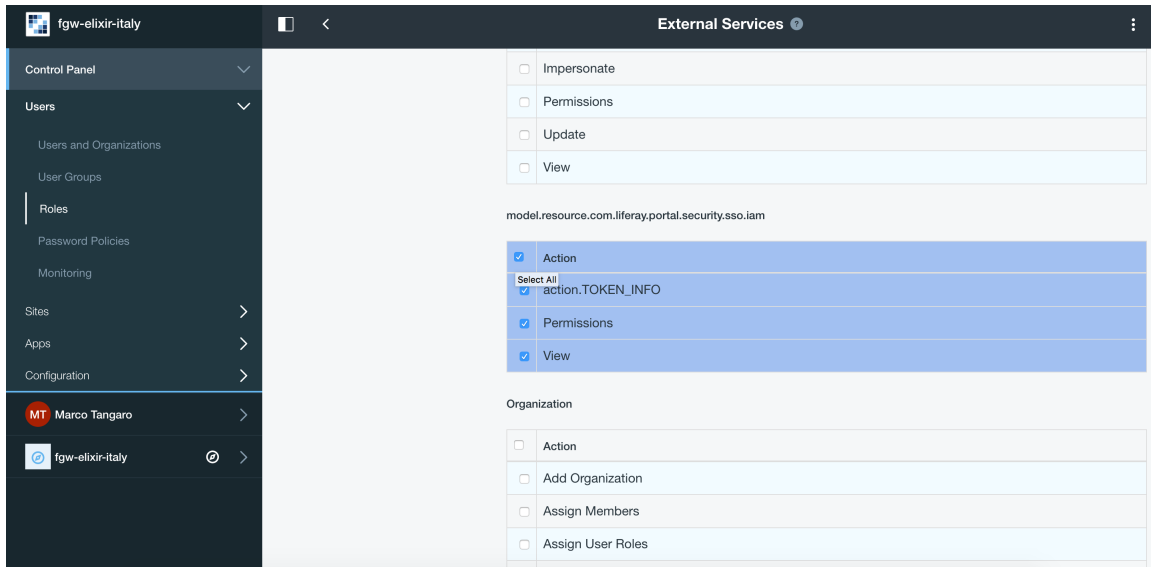 fgw-elixir-italy
External Services ?
Control Panel
Users
Users and Organizations
User Groups
Roles
Password Policies
Monitoring
Sites
Apps
Configuration
MT Marco Tangaro
fgw-elixir-italy
Impersonate
Permissions
Update
View
model.resource.com.liferay.portal.security.sso.iam
Action
Select All
action.TOKEN_INFO
Permissions
View
Organization
Action
Add Organization
Assign Members
Assign User Roles